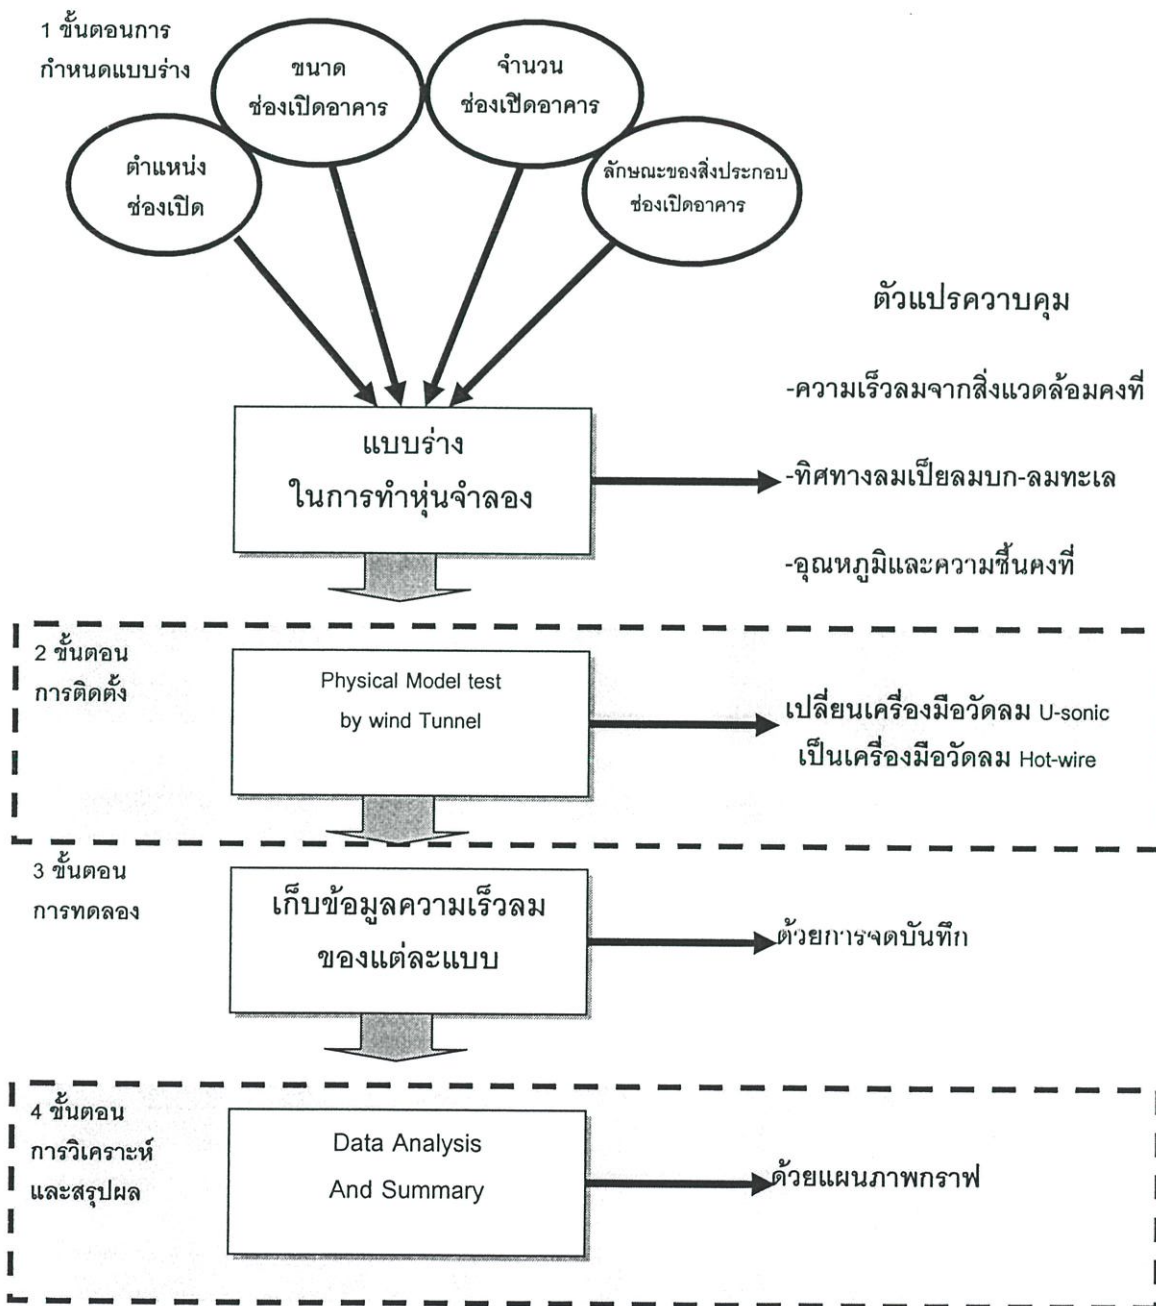 1 ขั้นตอนการ
กำหนดแบบร่าง
ตำแหน่ง
ช่องเปิด
ขนาด
ช่องเปิดอาคาร
จำนวน
ช่องเปิดอาคาร
ลักษณะของสิ่งประกอบ
ช่องเปิดอาคาร
ตัวแปรควาบคุม
-ความเร็วลมจากสิ่งแวดล้อมคงที่
แบบร่าง
ในการทำหุ่นจำลอง
-ทิศทางลมเปียลมบก-ลมทะเล
-อุณหภูมิและความชื้นคงที่
2 ขั้นตอน
การติดตั้ง
Physical Model test
by wind Tunnel
เปลี่ยนเครื่องมือวัดลม U-sonic
เป็นเครื่องมือวัดลม Hot-wire
3 ขั้นตอน
การทดลอง
เก็บข้อมูลความเร็วลม
ของแต่ละแบบ
ด้วยการจดบันทึก
4 ขั้นตอน
การวิเคราะห์
และสรุปผล
Data Analysis
And Summary
ด้วยแผนภาพกราฟ